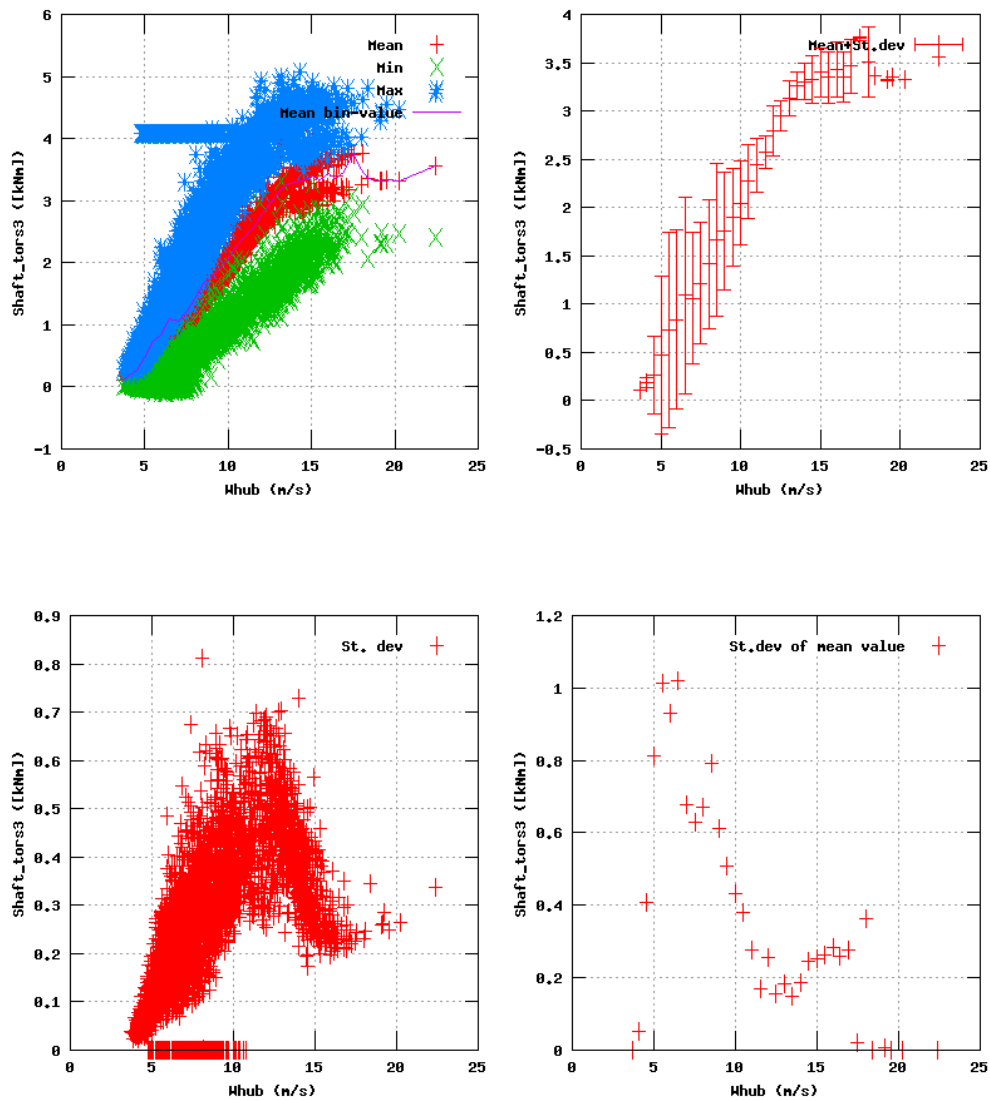 6
5
4
3
2
1
0
-1
0 5 10 15 20 25
Shaft_tors3 ([kNm])
Whub (m/s)
Mean
Min
Max
Mean bin-value
4
3.5
3
2.5
2
1.5
1
0.5
0
-0.5
0 5 10 15 20 25
Shaft_tors3 ([kNm])
Whub (m/s)
Mean+St.dev
0.9
0.8
0.7
0.6
0.5
0.4
0.3
0.2
0.1
0
0 5 10 15 20 25
Shaft_tors3 ([kNm])
Whub (m/s)
St. dev
1.2
1
0.8
0.6
0.4
0.2
0
0 5 10 15 20 25
Shaft_tors3 ([kNm])
Whub (m/s)
St.dev of mean value